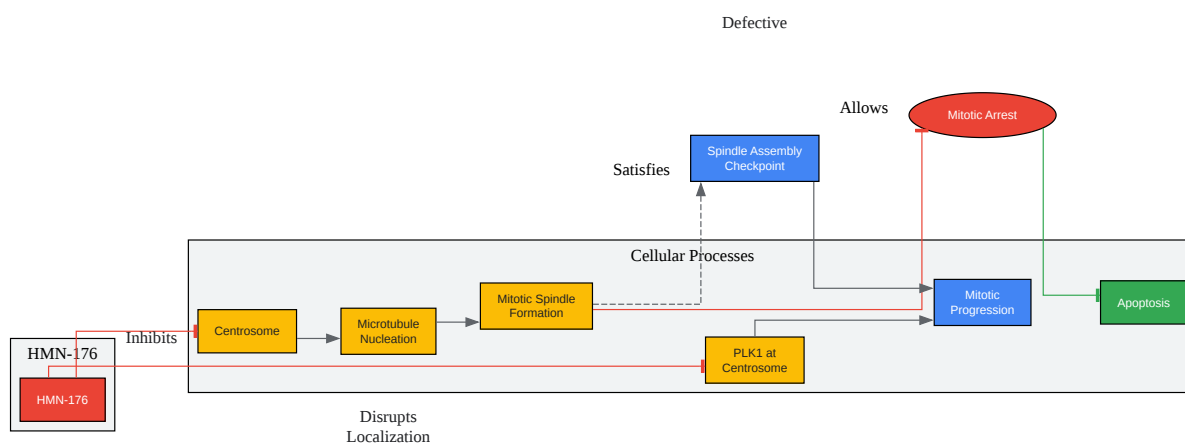 Defective
Allows
Mitotic Arrest
Spindle Assembly
Checkpoint
Satisfies
Cellular Processes
Mitotic Spindle
Formation
Mitotic
Progression
Apoptosis
Centrosome
Microtubule
Nucleation
Inhibits
HMN-176
PLK1 at
Centrosome
HMN-176
Disrupts
Localization